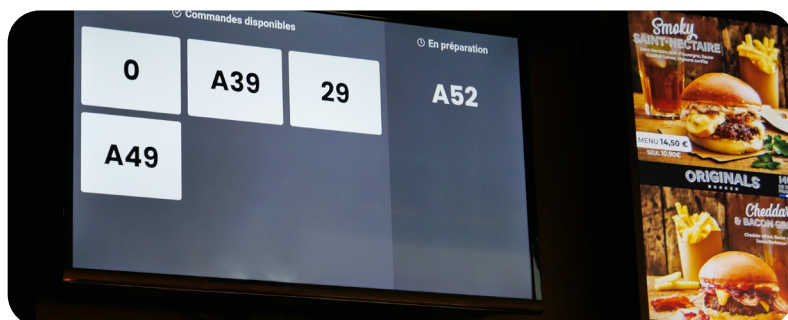 Commandes disponibles
0
A39
29
A49
En préparation
A52
Smoky
SAINT-NECTAIRE
MENU 14,50 €
SEUL 10,90€
ORIGINALS
BURGER
Cheddar
& BACON